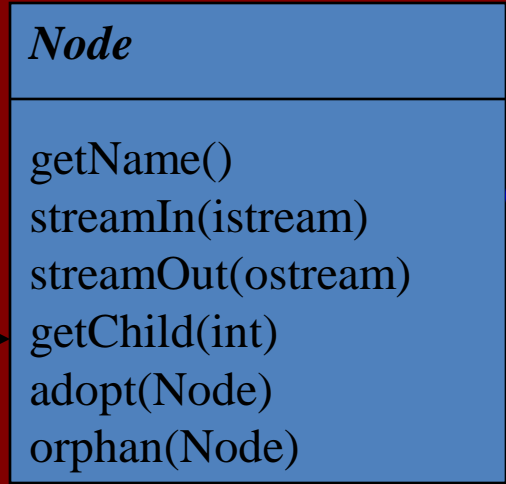 Node
getName()
streamIn(istream)
streamOut(ostream)
getChild(int)
adopt(Node)
orphan(Node)